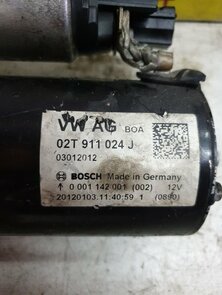 VW AG BOA
02T 911 024 J
03012012
BOSCH Made in Hungary
↗ 0 001 142 001 (002) 12V
20120103.11:40:59 1 (0890)